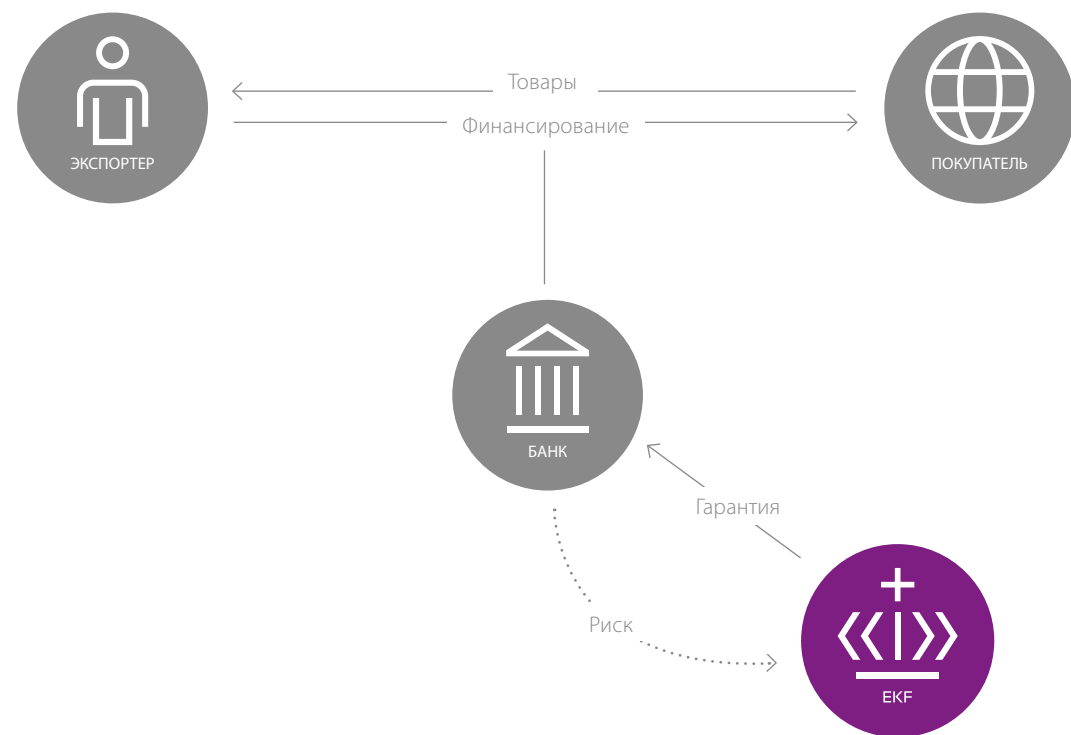 Товары
Финансирование
ЭКСПОРТЕР
ПОКУПАТЕЛЬ
БАНК
Гарантия
Риск
EKF